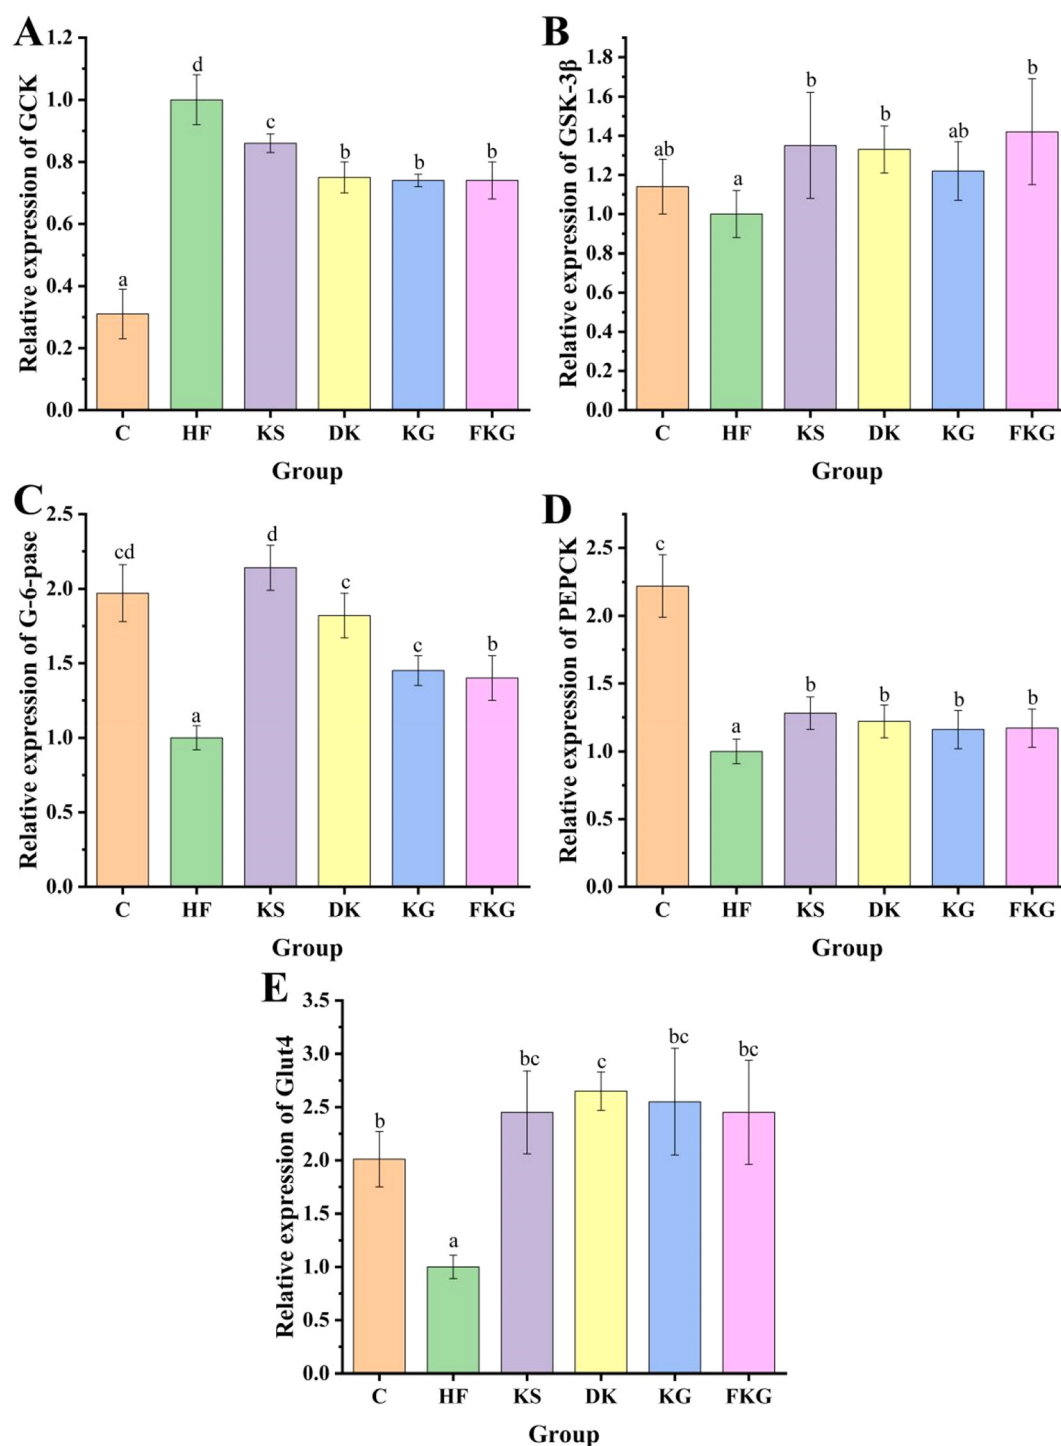 A
Relative expression of GCK
1.2
1.0
0.8
0.6
0.4
0.2
0.0
a
d
c
b
b
b
C HF KS DK KG FKG
Group
B
Relative expression of GSK-3β
1.8
1.6
1.4
1.2
1.0
0.8
0.6
0.4
0.2
0.0
ab
a
b
b
ab
b
C HF KS DK KG FKG
Group
C
Relative expression of G-6-pase
2.5
2.0
1.5
1.0
0.5
0.0
cd
a
d
c
c
b
C HF KS DK KG FKG
Group
D
Relative expression of PEPCK
2.5
2.0
1.5
1.0
0.5
0.0
c
a
b
b
b
b
C HF KS DK KG FKG
Group
E
Relative expression of Glut4
3.5
3.0
2.5
2.0
1.5
1.0
0.5
0.0
b
a
bc
c
bc
bc
C HF KS DK KG FKG
Group